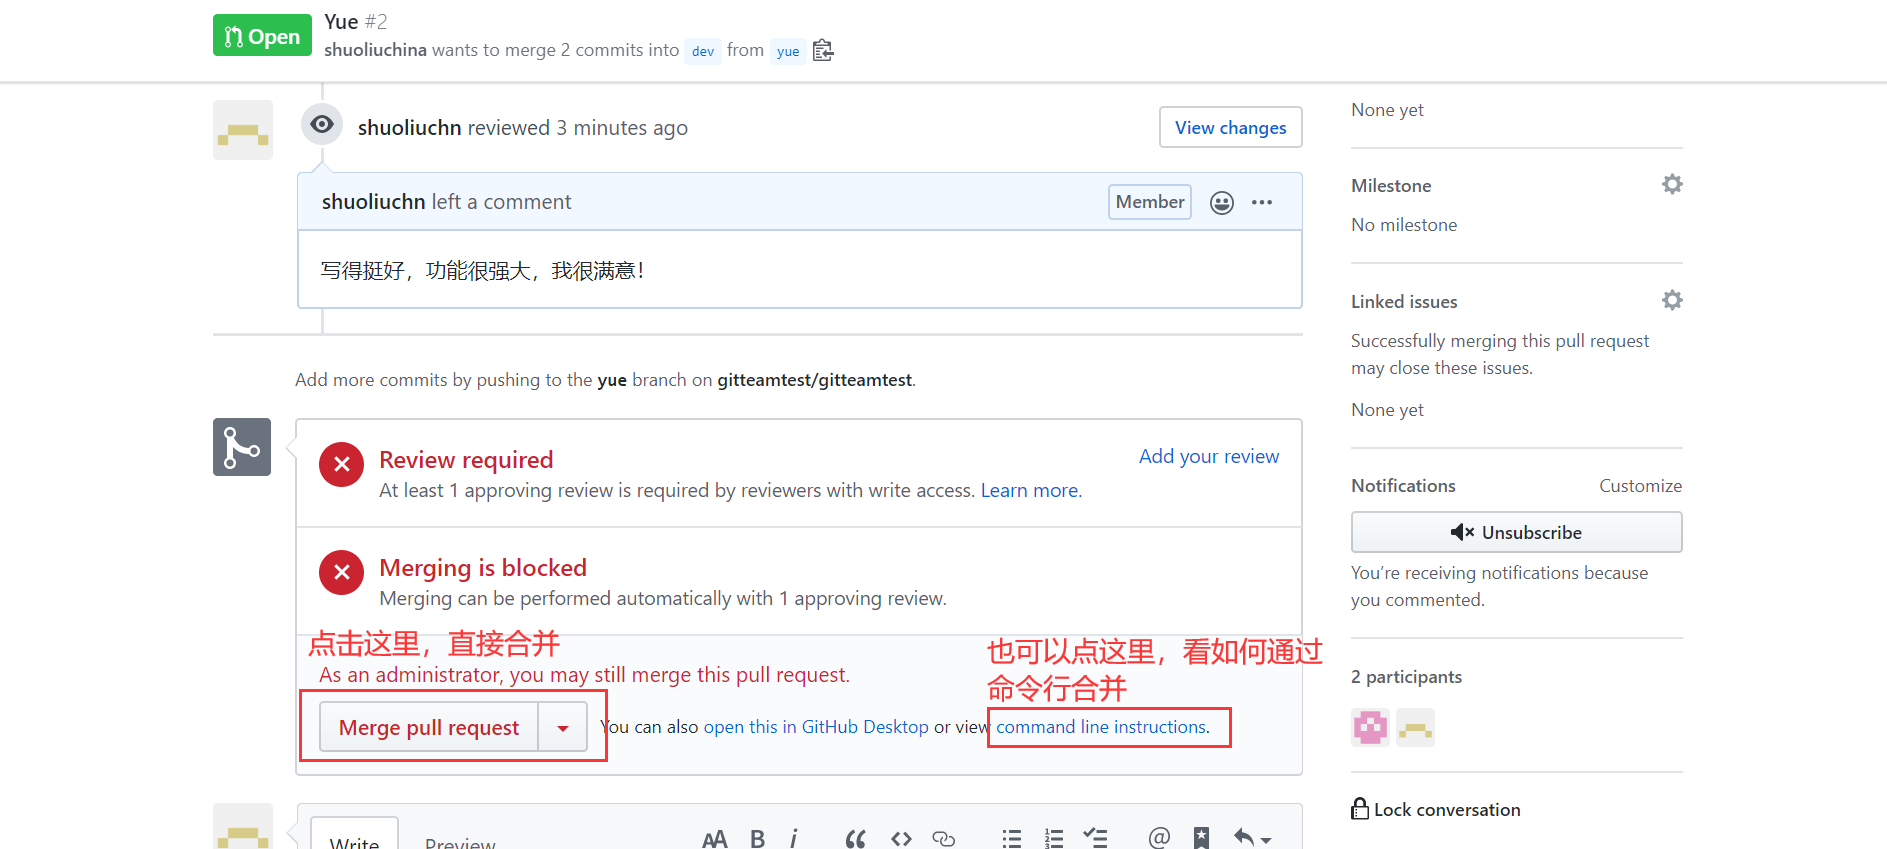 Open
Yue #2
shuoliuchina wants to merge 2 commits into dev from yue
shuoliuchn reviewed 3 minutes ago
View changes
shuoliuchn left a comment
Member
写得挺好，功能很强大，我很满意！
Add more commits by pushing to the yue branch on gitteamtest/gitteamtest.
Review required
Add your review
At least 1 approving review is required by reviewers with write access. Learn more.
Merging is blocked
Merging can be performed automatically with 1 approving review.
点击这里，直接合并
As an administrator, you may still merge this pull request.
也可以点这里，看如何通过
命令行合并
Merge pull request
You can also open this in GitHub Desktop or view command line instructions.
Write
Preview
AA B i
@
None yet
Milestone
No milestone
Linked issues
Successfully merging this pull request
may close these issues.
None yet
Notifications
Customize
Unsubscribe
You’re receiving notifications because
you commented.
2 participants
Lock conversation